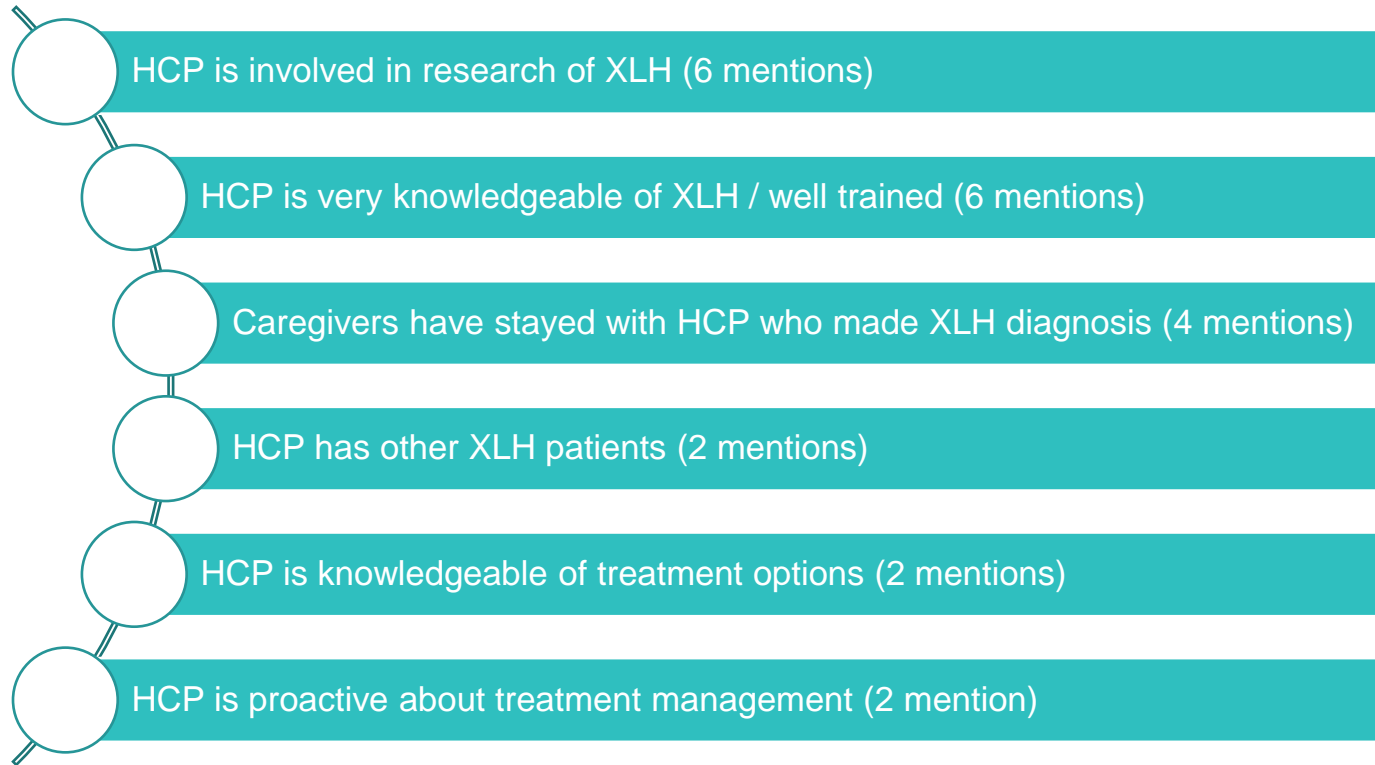 HCP is involved in research of XLH (6 mentions)
HCP is very knowledgeable of XLH / well trained (6 mentions)
Caregivers have stayed with HCP who made XLH diagnosis (4 mentions)
HCP has other XLH patients (2 mentions)
HCP is knowledgeable of treatment options (2 mentions)
HCP is proactive about treatment management (2 mention)